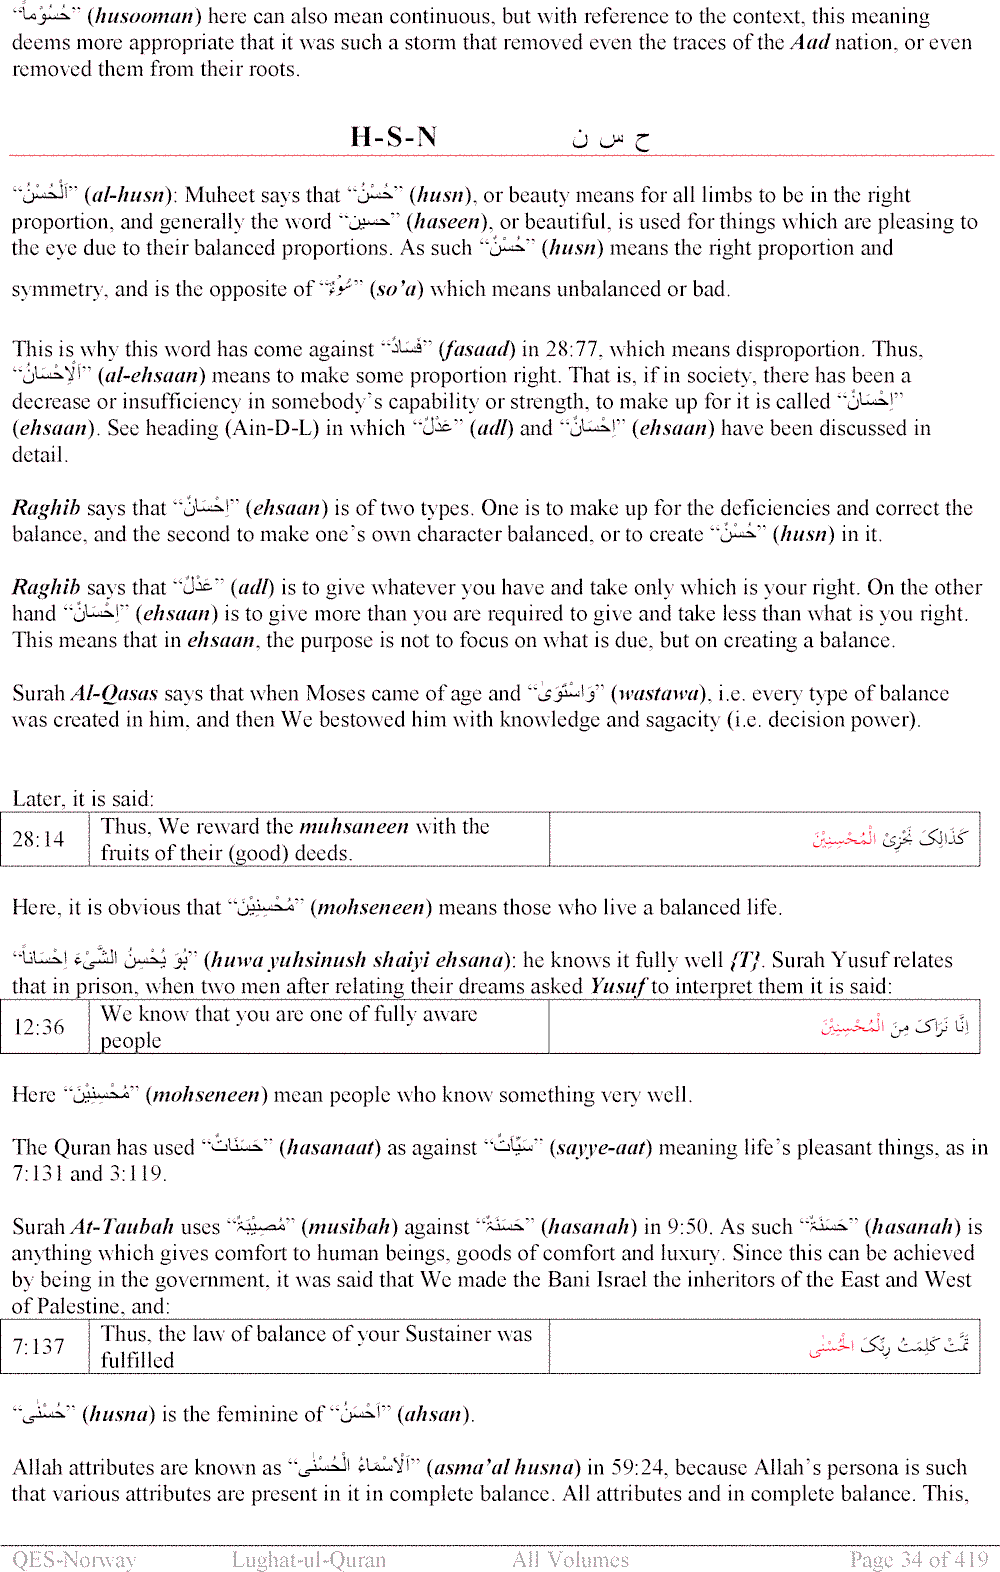 “حُسُوْماً” (husooman) here can also mean continuous, but with reference to the context, this meaning
deems more appropriate that it was such a storm that removed even the traces of the Aad nation, or even
removed them from their roots.
H-S-N ح س ن
“اَلْحُسْنُ” (al-husn): Muheet says that “حُسْنُ” (husn), or beauty means for all limbs to be in the right
proportion, and generally the word “حسین” (haseen), or beautiful, is used for things which are pleasing to
the eye due to their balanced proportions. As such “حُسْنٌ” (husn) means the right proportion and
symmetry, and is the opposite of “سُوْءٌ” (so’a) which means unbalanced or bad.
This is why this word has come against “فَسَادٌ” (fasaad) in 28:77, which means disproportion. Thus,
“اَلْاِحْسَانُ” (al-ehsaan) means to make some proportion right. That is, if in society, there has been a
decrease or insufficiency in somebody’s capability or strength, to make up for it is called “اِحْسَانٌ”
(ehsaan). See heading (Ain-D-L) in which “عَدْلٌ” (adl) and “اِحْسَانٌ” (ehsaan) have been discussed in
detail.
Raghib says that “اِحْسَانٌ” (ehsaan) is of two types. One is to make up for the deficiencies and correct the
balance, and the second to make one’s own character balanced, or to create “حُسْنٌ” (husn) in it.
Raghib says that “عَدْلٌ” (adl) is to give whatever you have and take only which is your right. On the other
hand “اِحْسَانٌ” (ehsaan) is to give more than you are required to give and take less than what is you right.
This means that in ehsaan, the purpose is not to focus on what is due, but on creating a balance.
Surah Al-Qasas says that when Moses came of age and “وَاسْتَوٰیٰ” (wastawa), i.e. every type of balance
was created in him, and then We bestowed him with knowledge and sagacity (i.e. decision power).
Later, it is said:
28:14 Thus, We reward the muhsaneen with the
fruits of their (good) deeds. کَذَالِکَ نَجْزِیْ الْمُحْسِنِیْنَ
Here, it is obvious that “مُحْسِنِیْنَ” (mohseneen) means those who live a balanced life.
“ہُوَ یُحْسِنُ الشَّیْءَ اِحْسَاناً” (huwa yuhsinush shaiyi ehsana): he knows it fully well {T}. Surah Yusuf relates
that in prison, when two men after relating their dreams asked Yusuf to interpret them it is said:
12:36 We know that you are one of fully aware
people اِنَّا نَرَاکَ مِنَ الْمُحْسِنِیْنَ
Here “مُحْسِنِیْنَ” (mohseneen) mean people who know something very well.
The Quran has used “حَسَنَاتٌ” (hasanaat) as against “سَیِّأٰتٌ” (sayye-aat) meaning life’s pleasant things, as in
7:131 and 3:119.
Surah At-Taubah uses “مُصِیْبَۃٌ” (musibah) against “حَسَنَۃٌ” (hasanah) in 9:50. As such “حَسَنَۃٌ” (hasanah) is
anything which gives comfort to human beings, goods of comfort and luxury. Since this can be achieved
by being in the government, it was said that We made the Bani Israel the inheritors of the East and West
of Palestine, and:
7:137 Thus, the law of balance of your Sustainer was
fulfilled تَمَّتْ کَلِمَتُ رَبِّکَ الْحُسْنٰی
“حُسْنٰی” (husna) is the feminine of “اَحْسَنُ” (ahsan).
Allah attributes are known as “اَلْاَسْمَاءُ الْحُسْنٰی” (asma’al husna) in 59:24, because Allah’s persona is such
that various attributes are present in it in complete balance. All attributes and in complete balance. This,
QES-Norway Lughat-ul-Quran All Volumes Page 34 of 419